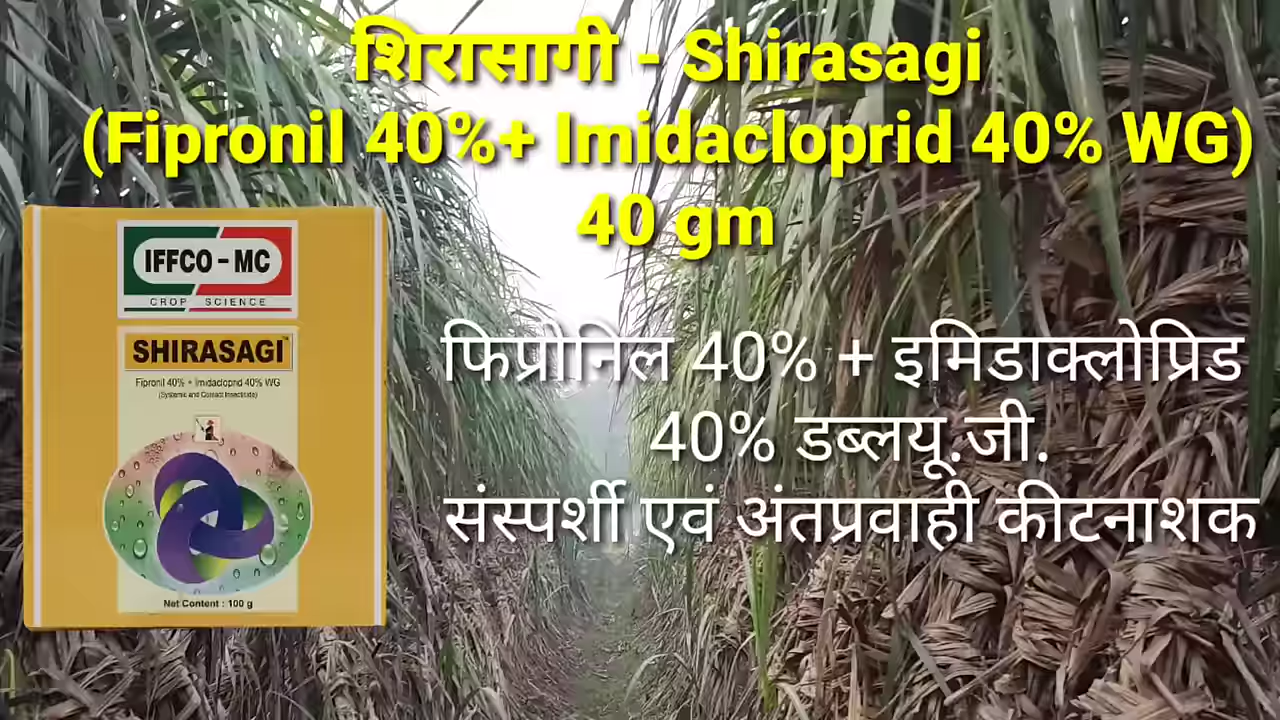 शिरासागी - Shirasagi
(Fipronil 40%+ Imidacloprid 40% WG)
40 gm
IFFCO - MC
CROP SCIENCE
SHIRASAGI™
Fipronil 40% + Imidacloprid 40% WG
(Systemic and Contact Insecticide)
Net Content : 100 g
फिप्रोनिल 40% + इमिडाक्लोप्रिड
40% डब्लयू.जी.
संस्पर्शी एवं अंतप्रवाही कीटनाशक